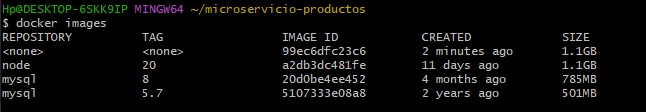 Hp@DESKTOP-6SKK9IP MINGW64 ~/microservicio-productos
$ docker images
REPOSITORY TAG IMAGE ID CREATED SIZE
<none> <none> 99ec6dfc23c6 2 minutes ago 1.1GB
node 20 a2db3dc481fe 11 days ago 1.1GB
mysql 8 20d0be4ee452 4 months ago 785MB
mysql 5.7 5107333e08a8 2 years ago 501MB